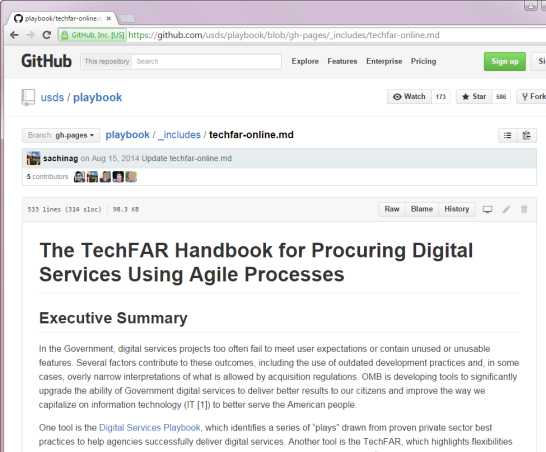 playbook/techfar-online.m
GitHub, Inc. [US] https://github.com/usds/playbook/blob/gh-pages/_includes/techfar-online.md
GitHub This repository Search Explore Features Enterprise Pricing Sign up Si
usds / playbook Watch 173 Star 586 Fork
Branch: gh-pages playbook / _includes / techfar-online.md
sachinag on Aug 15, 2014 Update techfar-online.md
5 contributors
533 lines (314 sloc) 98.3 KB Raw Blame History
The TechFAR Handbook for Procuring Digital
Services Using Agile Processes
Executive Summary
In the Government, digital services projects too often fail to meet user expectations or contain unused or unusable
features. Several factors contribute to these outcomes, including the use of outdated development practices and, in some
cases, overly narrow interpretations of what is allowed by acquisition regulations. OMB is developing tools to significantly
upgrade the ability of Government digital services to deliver better results to our citizens and improve the way we
capitalize on information technology (IT [1]) to better serve the American people.
One tool is the Digital Services Playbook, which identifies a series of "plays" drawn from proven private sector best
practices to help agencies successfully deliver digital services. Another tool is the TechFAR, which highlights flexibilities